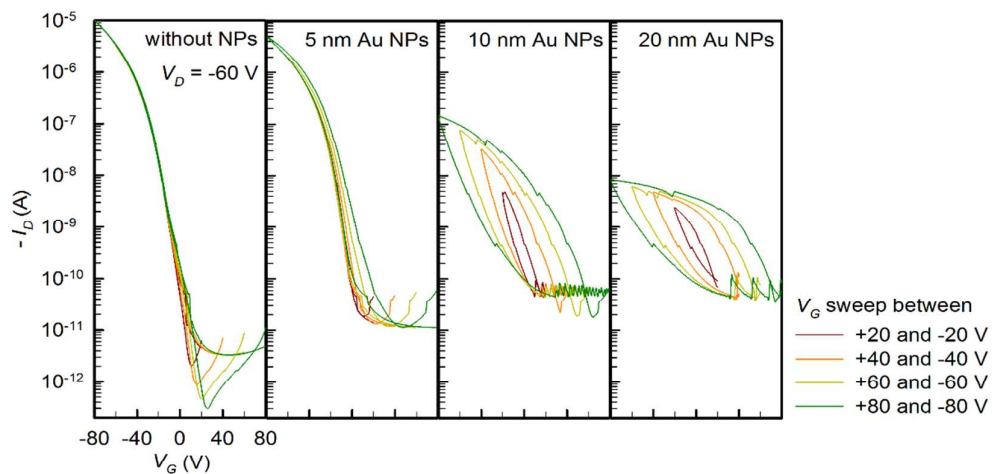 10⁻⁵
10⁻⁶
10⁻⁷
10⁻⁸
10⁻⁹
10⁻¹⁰
10⁻¹¹
10⁻¹²
- I_D (A)
without NPs
V_D = -60 V
5 nm Au NPs
10 nm Au NPs
20 nm Au NPs
-80 -40 0 40 80
V_G (V)
V_G sweep between
+20 and -20 V
+40 and -40 V
+60 and -60 V
+80 and -80 V